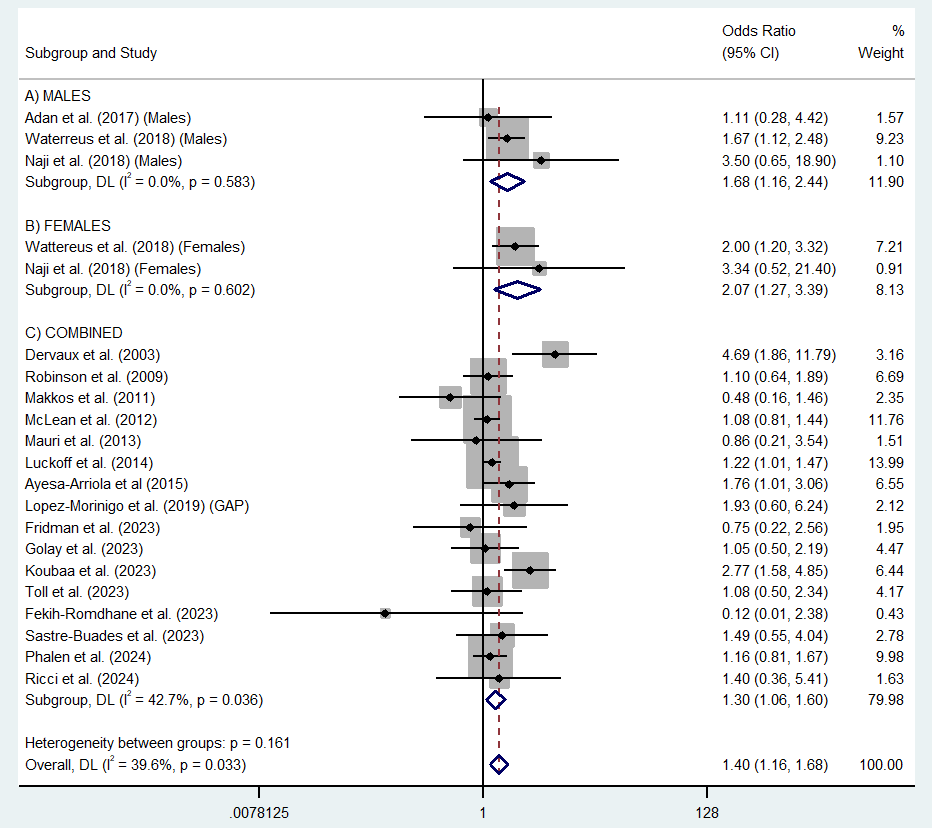 Odds Ratio %
Subgroup and Study (95% CI) Weight
A) MALES
Adan et al. (2017) (Males) 1.11 (0.28, 4.42) 1.57
Waterreus et al. (2018) (Males) 1.67 (1.12, 2.48) 9.23
Naji et al. (2018) (Males) 3.50 (0.65, 18.90) 1.10
Subgroup, DL (I² = 0.0%, p = 0.583) 1.68 (1.16, 2.44) 11.90
B) FEMALES
Wattereus et al. (2018) (Females) 2.00 (1.20, 3.32) 7.21
Naji et al. (2018) (Females) 3.34 (0.52, 21.40) 0.91
Subgroup, DL (I² = 0.0%, p = 0.602) 2.07 (1.27, 3.39) 8.13
C) COMBINED
Dervaux et al. (2003) 4.69 (1.86, 11.79) 3.16
Robinson et al. (2009) 1.10 (0.64, 1.89) 6.69
Makkos et al. (2011) 0.48 (0.16, 1.46) 2.35
McLean et al. (2012) 1.08 (0.81, 1.44) 11.76
Mauri et al. (2013) 0.86 (0.21, 3.54) 1.51
Luckoff et al. (2014) 1.22 (1.01, 1.47) 13.99
Ayesa-Arriola et al (2015) 1.76 (1.01, 3.06) 6.55
Lopez-Morinigo et al. (2019) (GAP) 1.93 (0.60, 6.24) 2.12
Fridman et al. (2023) 0.75 (0.22, 2.56) 1.95
Golay et al. (2023) 1.05 (0.50, 2.19) 4.47
Koubaa et al. (2023) 2.77 (1.58, 4.85) 6.44
Toll et al. (2023) 1.08 (0.50, 2.34) 4.17
Fekih-Romdhane et al. (2023) 0.12 (0.01, 2.38) 0.43
Sastre-Buades et al. (2023) 1.49 (0.55, 4.04) 2.78
Phalen et al. (2024) 1.16 (0.81, 1.67) 9.98
Ricci et al. (2024) 1.40 (0.36, 5.41) 1.63
Subgroup, DL (I² = 42.7%, p = 0.036) 1.30 (1.06, 1.60) 79.98
Heterogeneity between groups: p = 0.161
Overall, DL (I² = 39.6%, p = 0.033) 1.40 (1.16, 1.68) 100.00
.0078125 1 128